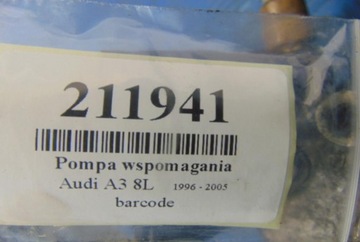 211941
Pompa wspomagania
Audi A3 8L 1996 - 2005
barcode